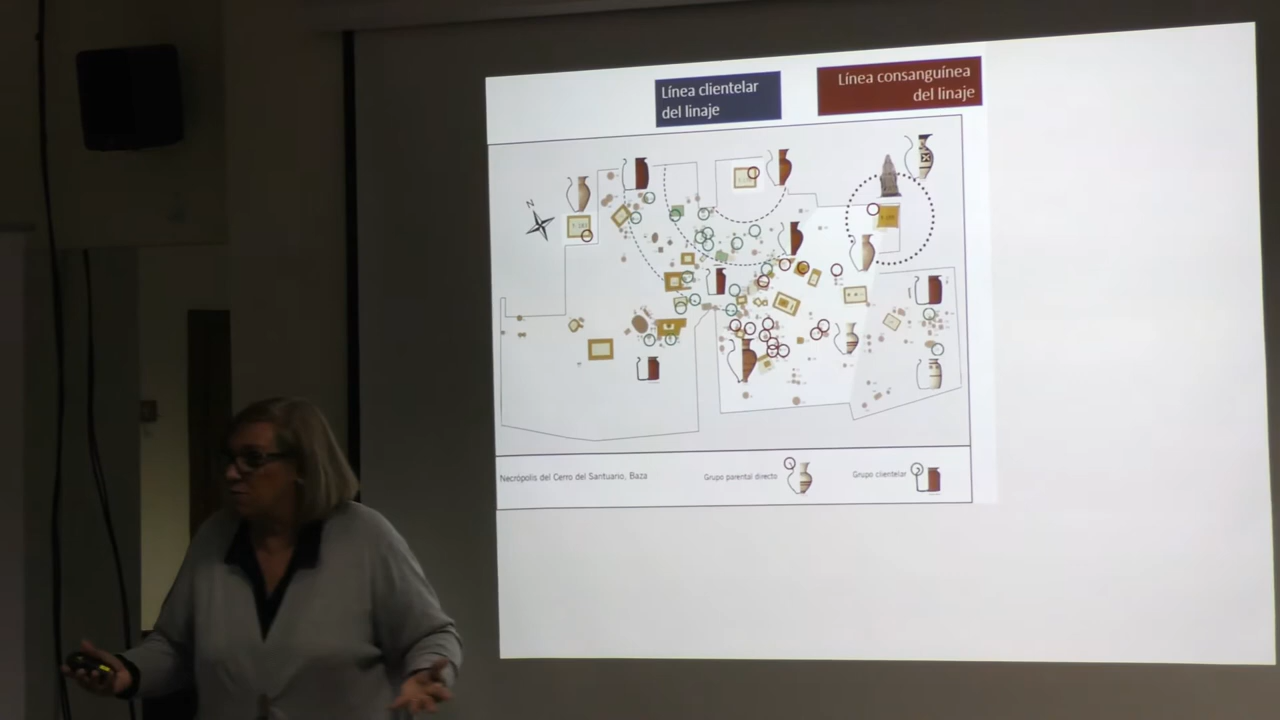 Línea clientelar
del linaje
Línea consanguínea
del linaje
N
Necrópolis del Cerro del Santuario, Baza
Grupo parental directo
Grupo clientelar